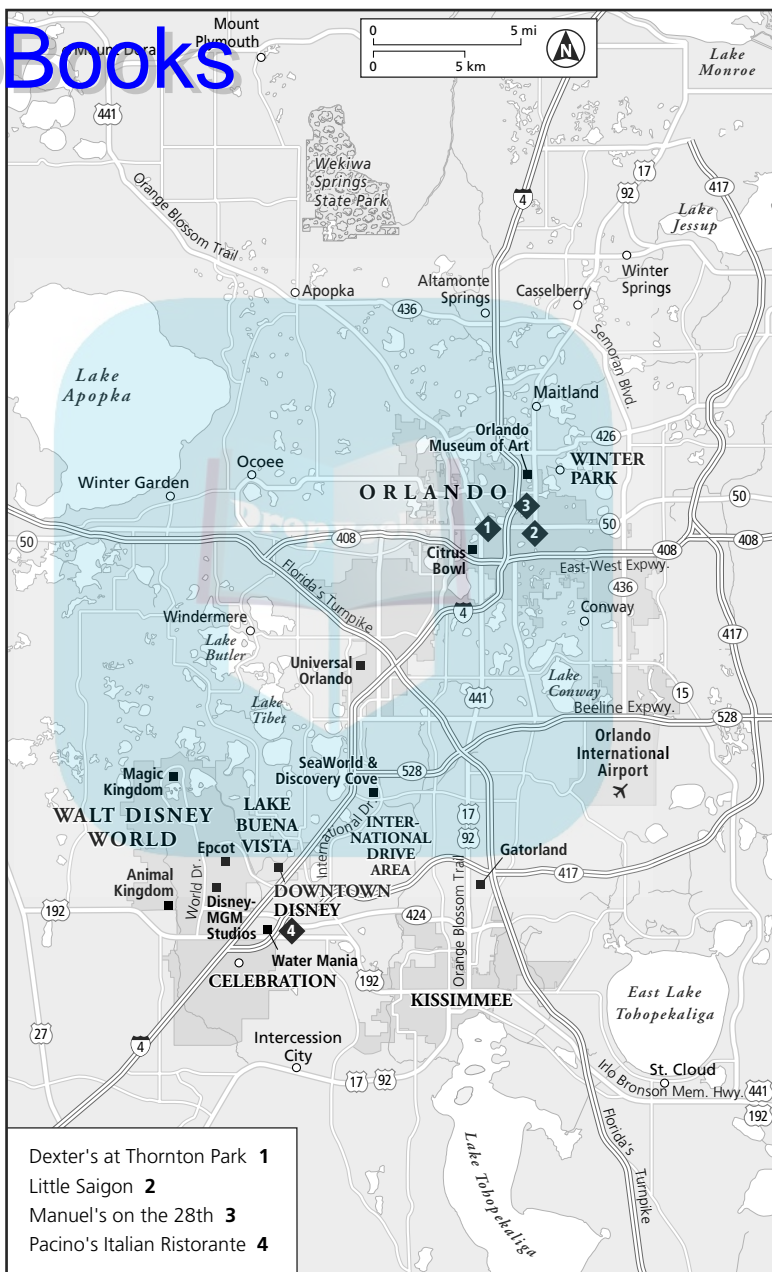 Books
Mount Dora
Mount
Plymouth
0 5 mi
0 5 km
N
Lake
Monroe
441
17
92
417
4
Wekiwa
Springs
State Park
Orange Blossom Trail
Lake
Jessup
Winter
Springs
Apopka
Altamonte
Springs
Casselberry
436
Semoran Blvd.
Lake
Apopka
Maitland
Orlando
Museum of Art
426
WINTER
PARK
Ocoee
Winter Garden
ORLANDO
50
3
1
2
50
50
408
Citrus
Bowl
408
408
East-West Expwy.
436
Florida's Turnpike
4
Conway
Windermere
Lake
Butler
417
Universal
Orlando
Lake
Tibet
441
Lake
Conway
15
Beeline Expwy.
528
Orlando
International
Airport
SeaWorld &
Discovery Cove
528
Magic
Kingdom
WALT DISNEY
WORLD
LAKE
BUENA
VISTA
International Dr.
INTER-
NATIONAL
DRIVE
AREA
17
92
Epcot
Gatorland
417
Animal
Kingdom
World Dr.
DOWNTOWN
DISNEY
Disney-
MGM
Studios
192
424
Orange Blossom Trail
4
Water Mania
CELEBRATION
192
KISSIMMEE
East Lake
Tohopekaliga
27
4
Intercession
City
17 92
St. Cloud
Irlo Bronson Mem. Hwy.
441
192
Florida's Turnpike
Lake Tohopekaliga
Dexter's at Thornton Park 1
Little Saigon 2
Manuel's on the 28th 3
Pacino's Italian Ristorante 4